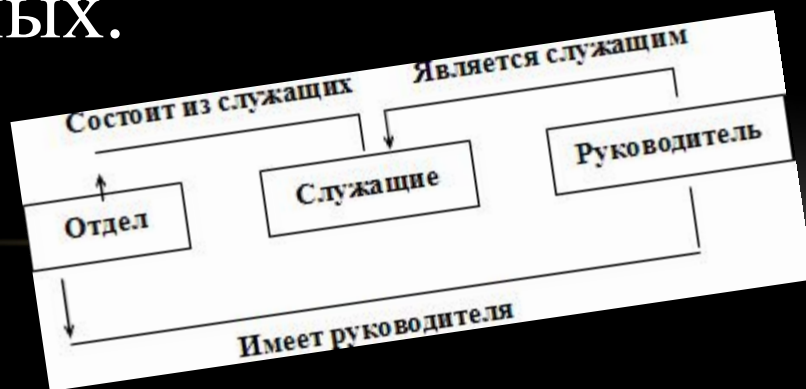 ых.
Состоит из служащих
Является служащим
Отдел
Служащие
Руководитель
Имеет руководителя